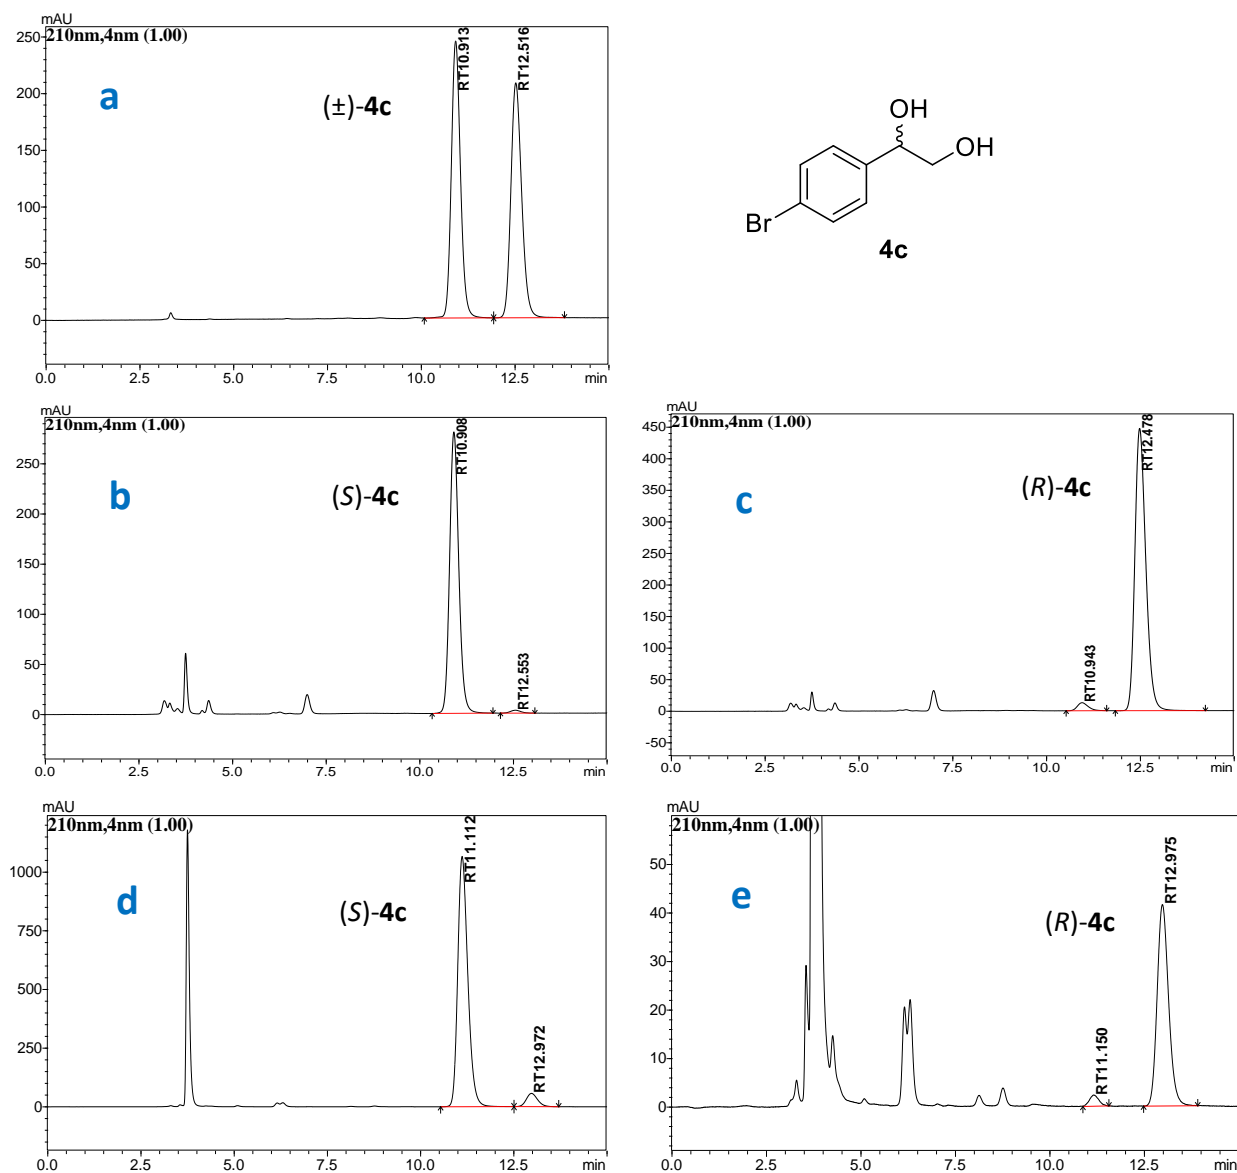 mAU
210nm,4nm (1.00)
250
200
150
100
50
0
a
(±)-4c
RT10.913
RT12.516
0.0 2.5 5.0 7.5 10.0 12.5 min
OH
OH
Br
4c
mAU
210nm,4nm (1.00)
250
200
150
100
50
0
b
(S)-4c
RT10.908
RT12.553
0.0 2.5 5.0 7.5 10.0 12.5 min
mAU
210nm,4nm (1.00)
450
400
350
300
250
200
150
100
50
0
-50
c
(R)-4c
RT10.943
RT12.478
0.0 2.5 5.0 7.5 10.0 12.5 min
mAU
210nm,4nm (1.00)
1000
750
500
250
0
d
(S)-4c
RT11.112
RT12.972
0.0 2.5 5.0 7.5 10.0 12.5 min
mAU
210nm,4nm (1.00)
50
40
30
20
10
0
e
(R)-4c
RT11.150
RT12.975
0.0 2.5 5.0 7.5 10.0 12.5 min